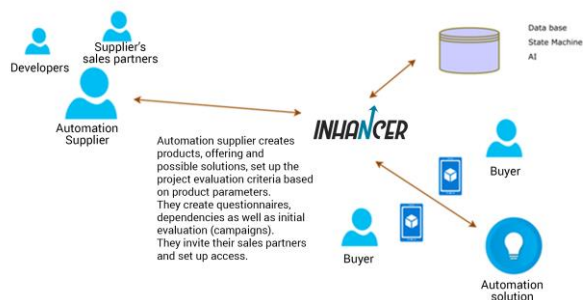 Supplier's
sales partners
Developers
Automation
Supplier
Data base
State Machine
AI
INHANCER
Automation supplier creates
products, offering and
possible solutions, set up the
project evaluation criteria based
on product parameters.
They create questionnaires,
dependencies as well as initial
evaluation (campaigns).
They invite their sales partners
and set up access.
Buyer
Buyer
Automation
solution